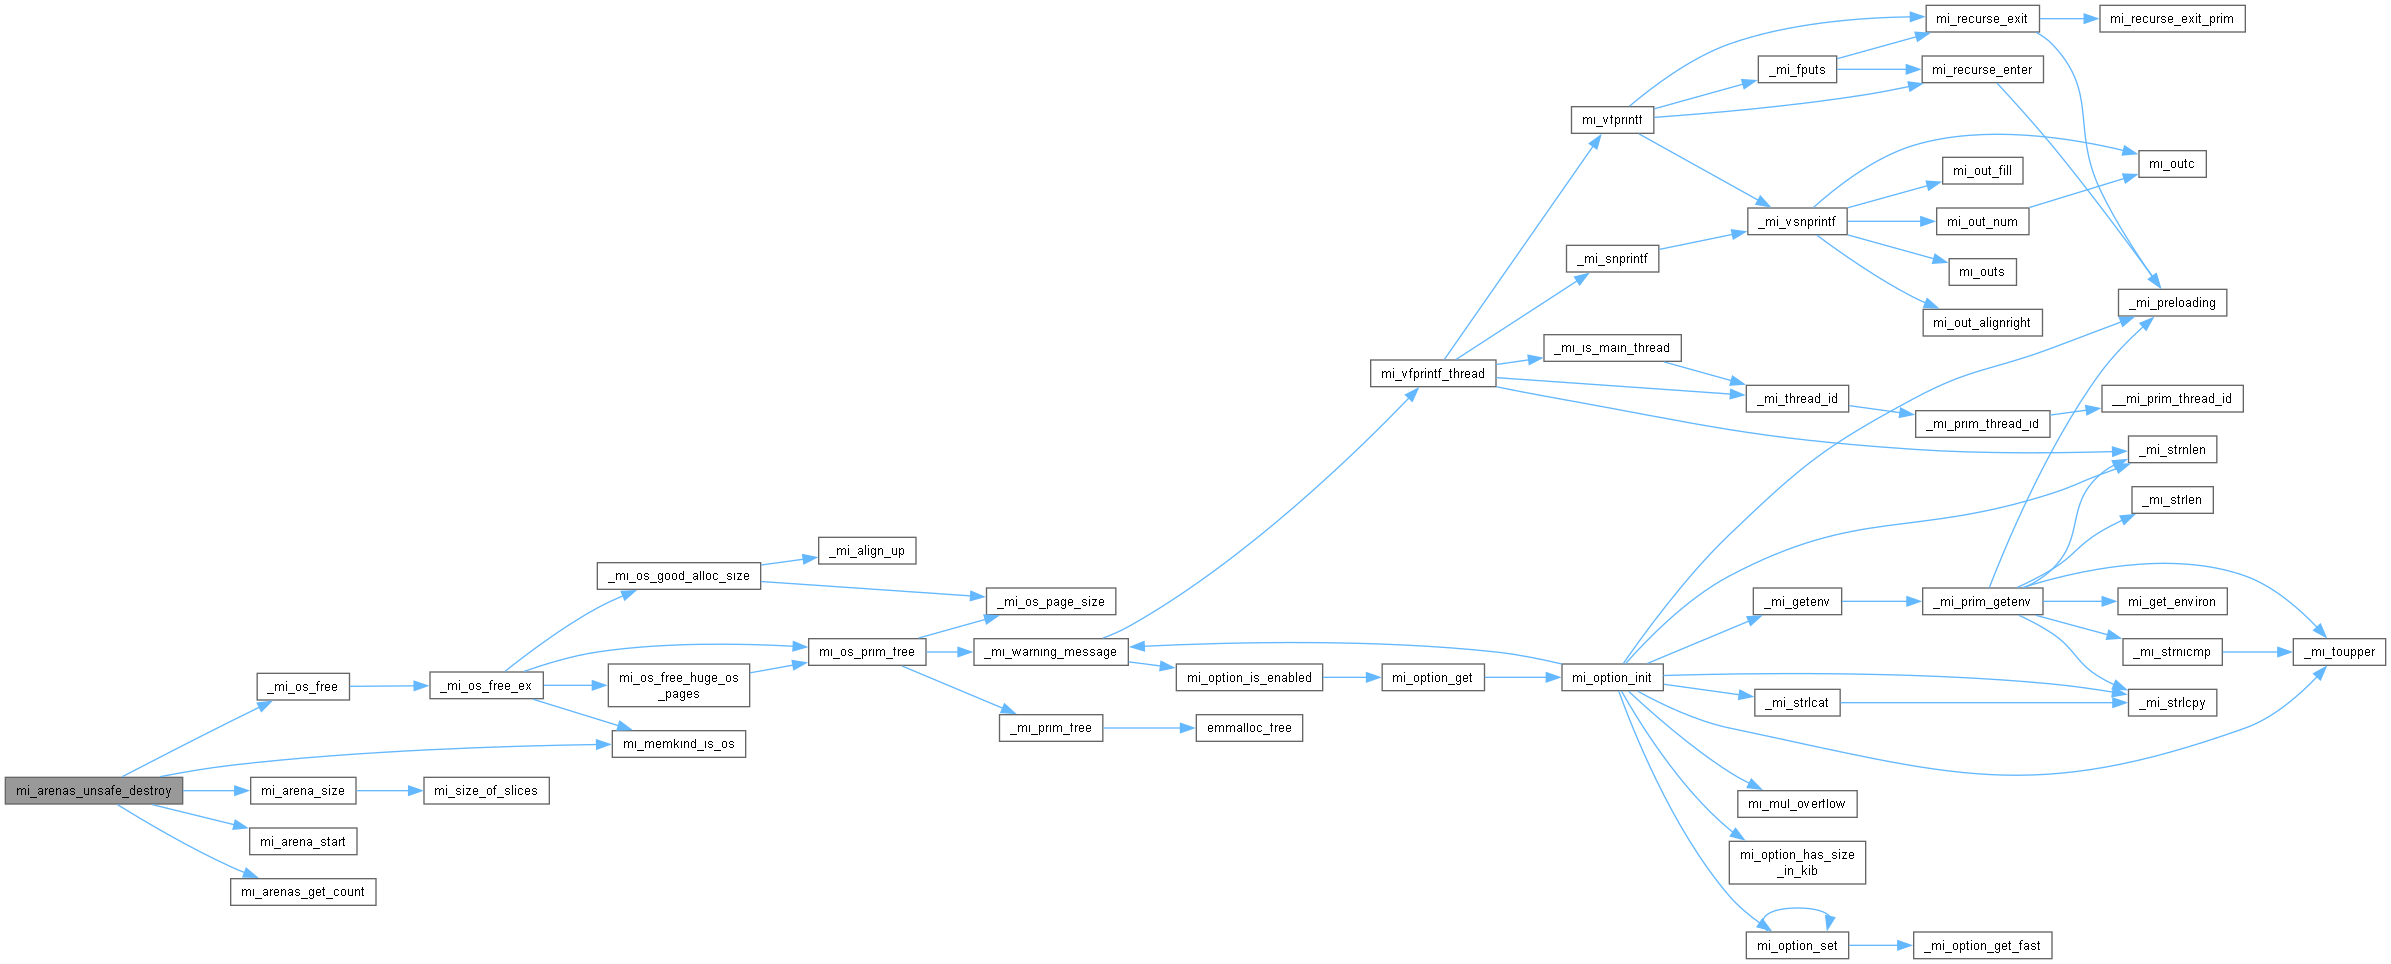 mi_recurse_exit
mi_recurse_exit_prim
_mi_fputs
mi_recurse_enter
mi_vfprintf
mi_outc
mi_out_fill
_mi_vsnprintf
mi_out_num
_mi_snprintf
mi_outs
_mi_preloading
mi_out_alignright
_mi_is_main_thread
mi_vfprintf_thread
_mi_thread_id
__mi_prim_thread_id
_mi_prim_thread_id
_mi_strnlen
_mi_strlen
_mi_align_up
_mi_os_good_alloc_size
_mi_os_page_size
_mi_getenv
_mi_prim_getenv
mi_get_environ
mi_os_prim_free
_mi_warning_message
_mi_strnicmp
_mi_toupper
_mi_os_free
_mi_os_free_ex
mi_os_free_huge_os
_pages
mi_option_is_enabled
mi_option_get
mi_option_init
_mi_strlcat
_mi_strlcpy
_mi_prim_free
emmalloc_free
mi_memkind_is_os
mi_arenas_unsafe_destroy
mi_arena_size
mi_size_of_slices
mi_mul_overflow
mi_arena_start
mi_option_has_size
_in_kib
mi_arenas_get_count
mi_option_set
_mi_option_get_fast